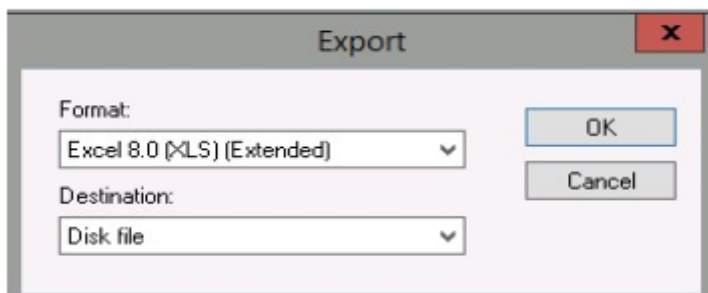 Export
x
Format:
Excel 8.0 (XLS) (Extended)
OK
Cancel
Destination:
Disk file